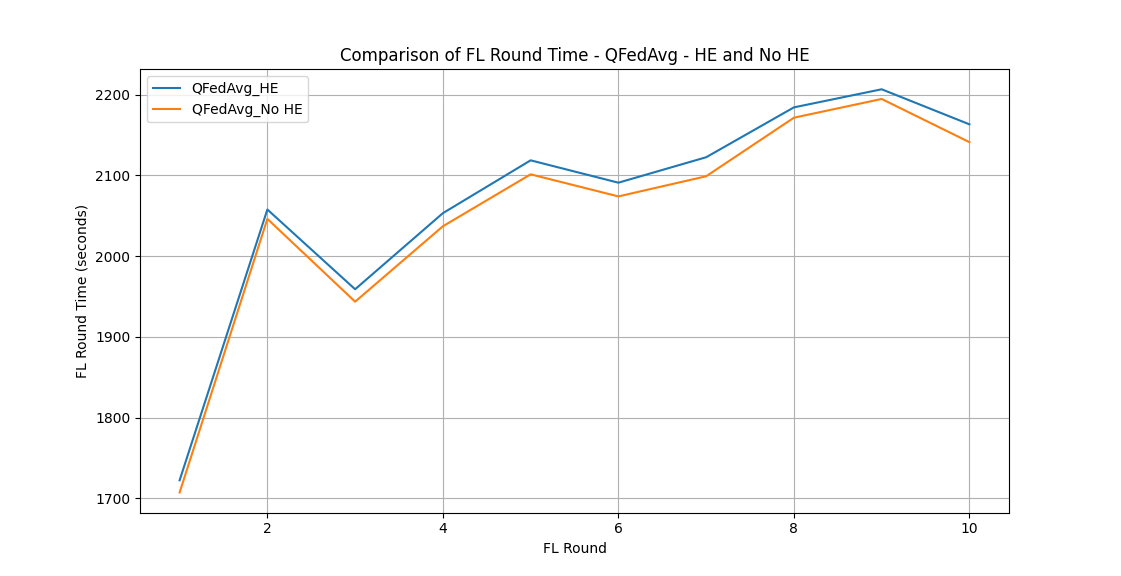 Comparison of FL Round Time - QFedAvg - HE and No HE
QFedAvg_HE
QFedAvg_No HE
2200
2100
2000
1900
1800
1700
FL Round Time (seconds)
2 4 6 8 10
FL Round